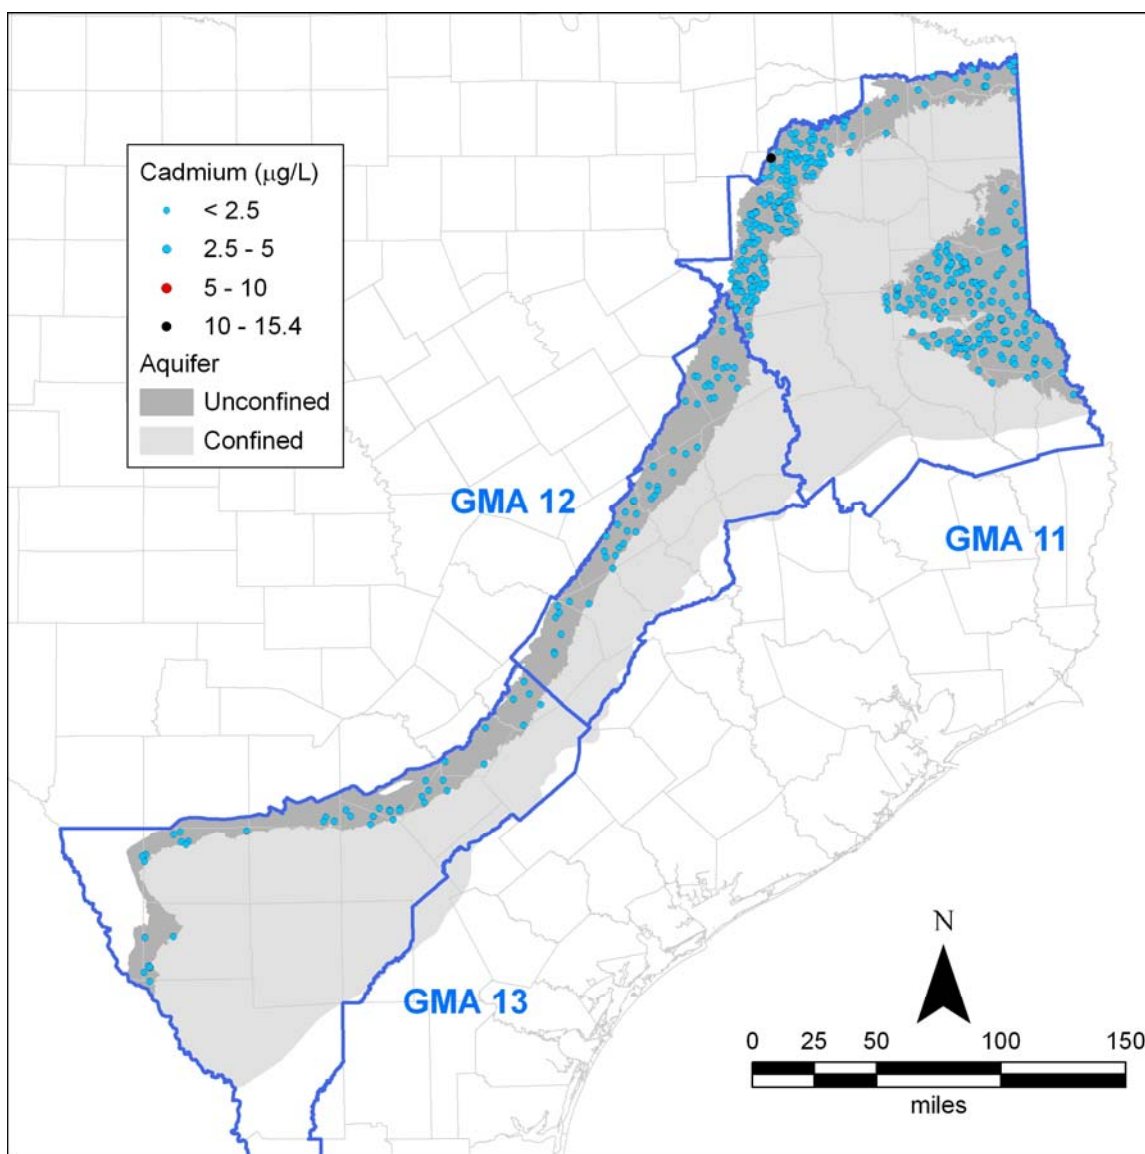 Cadmium (μg/L)
< 2.5
2.5 - 5
5 - 10
10 - 15.4
Aquifer
Unconfined
Confined
GMA 12
GMA 11
GMA 13
N
0 25 50 100 150
miles